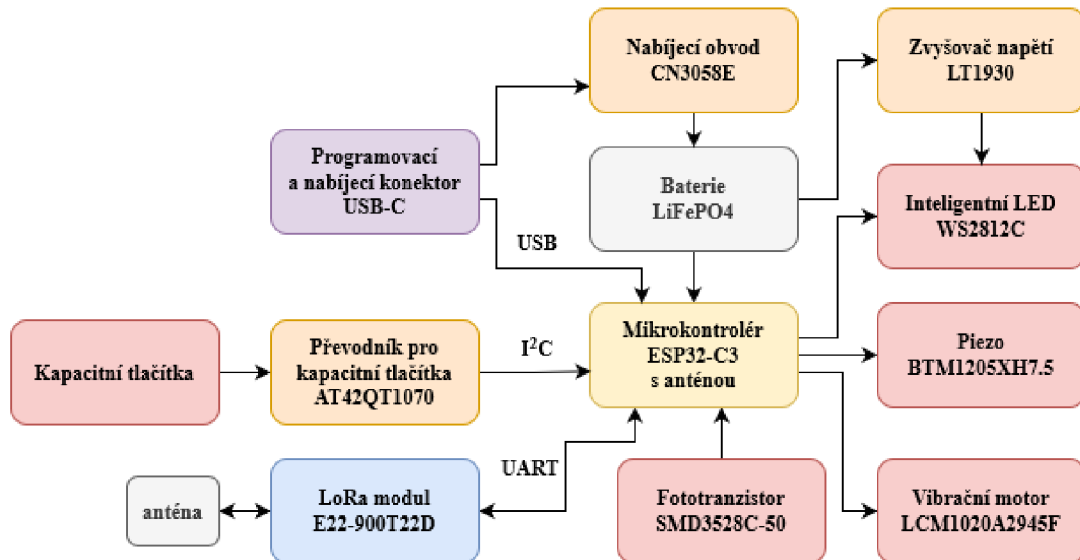 Nabíjecí obvod
CN3058E
Zvyšovač napětí
LT1930
Programovací
a nabíjecí konektor
USB-C
Baterie
LiFePO4
Inteligentní LED
WS2812C
USB
Kapacitní tlačítka
Převodník pro
kapacitní tlačítka
AT42QT1070
I²C
Mikrokontrolér
ESP32-C3
s anténou
Piezo
BTM1205XH7.5
UART
anténa
LoRa modul
E22-900T22D
Fototranzistor
SMD3528C-50
Vibrační motor
LCM1020A2945F